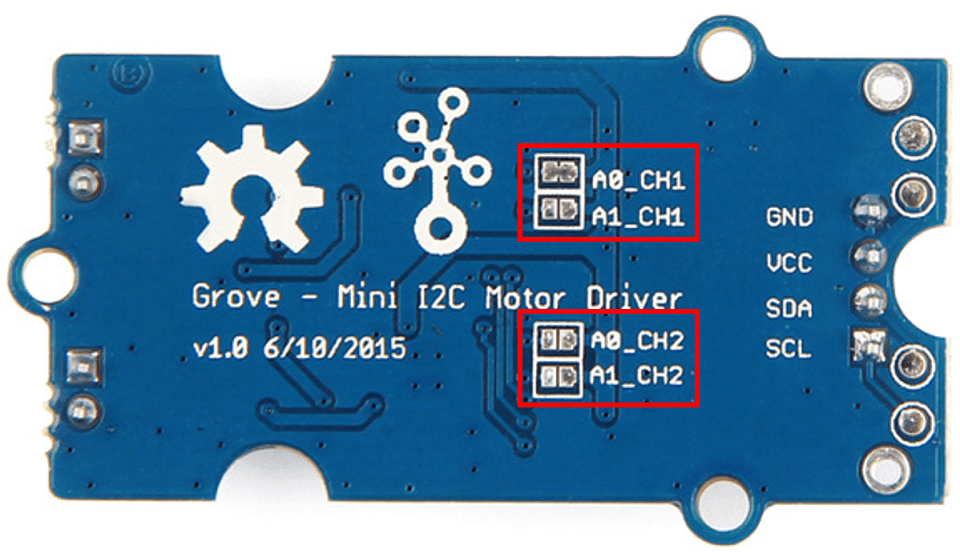 A0_CH1
A1_CH1
GND
VCC
SDA
SCL
Grove - Mini I2C Motor Driver
v1.0 6/10/2015
A0_CH2
A1_CH2